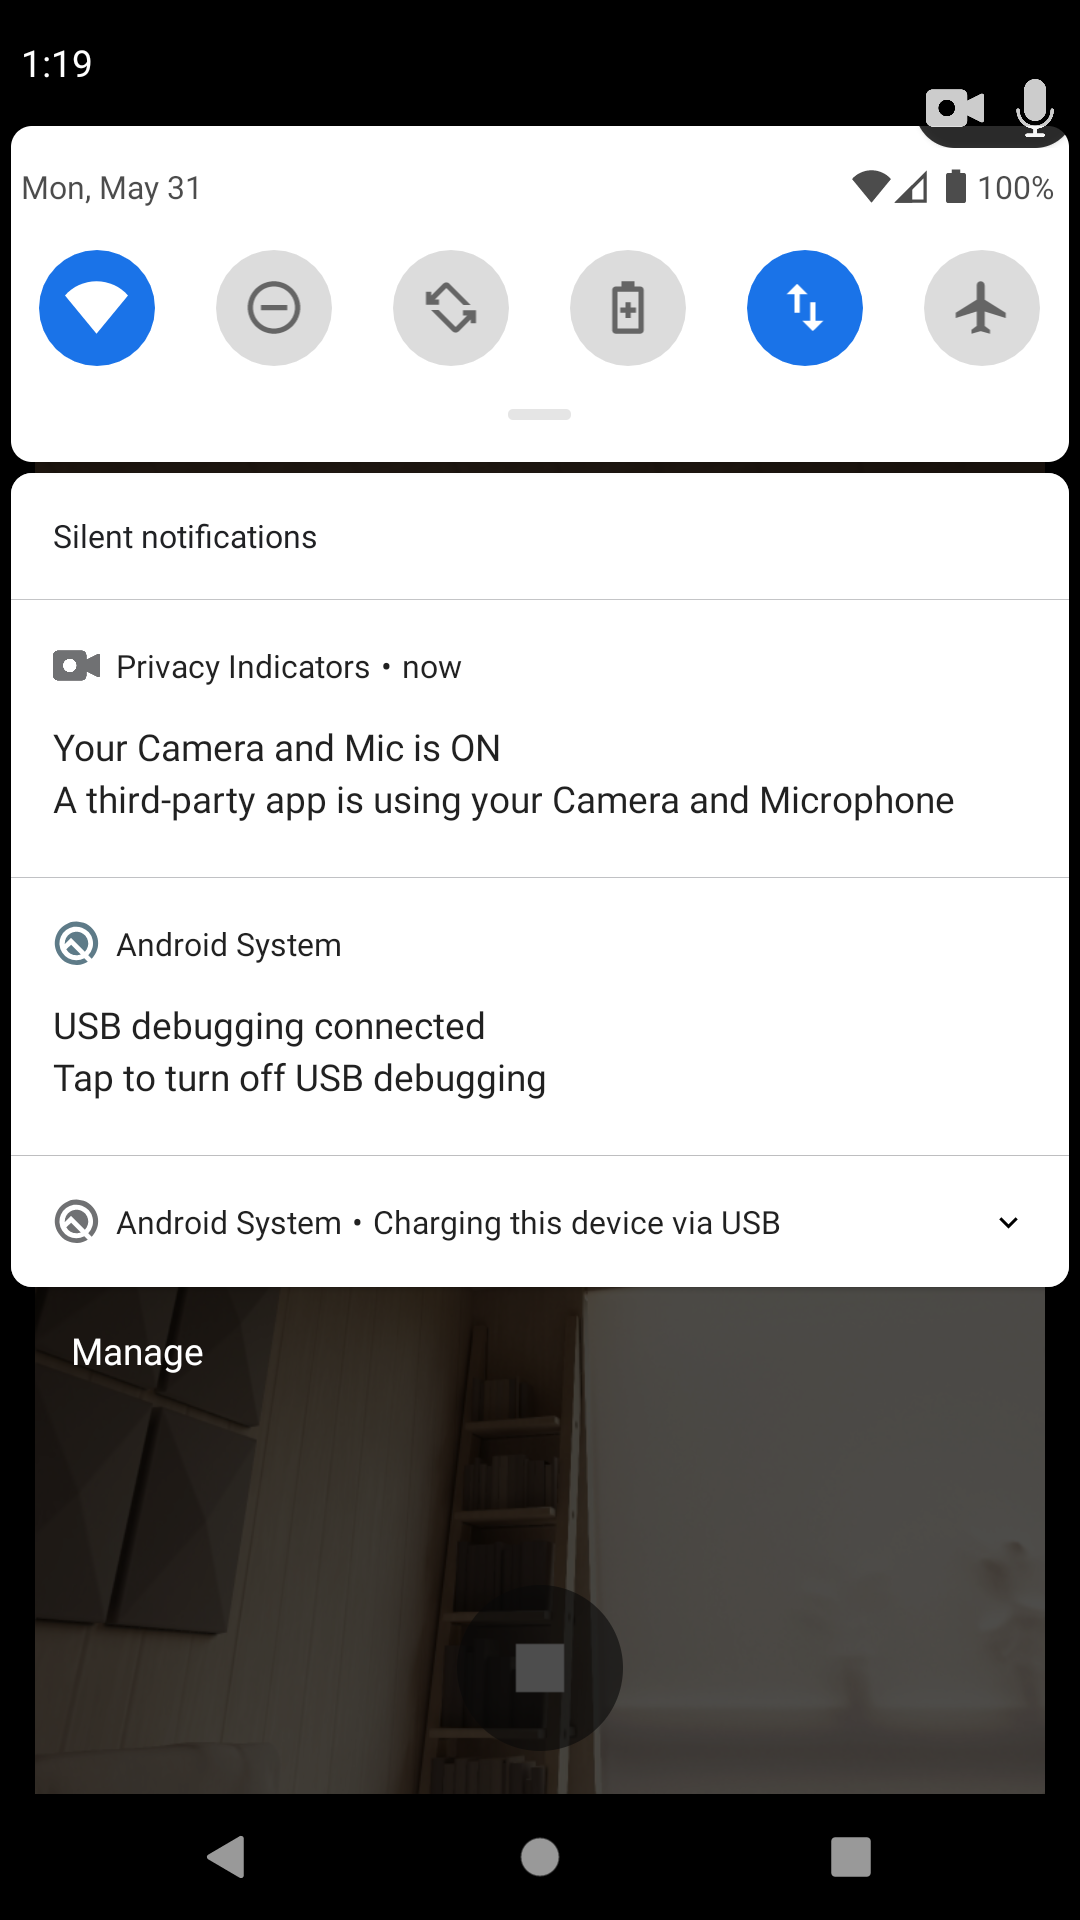 1:19
Mon, May 31
100%
Silent notifications
Privacy Indicators • now
Your Camera and Mic is ON
A third-party app is using your Camera and Microphone
Android System
USB debugging connected
Tap to turn off USB debugging
Android System • Charging this device via USB
Manage